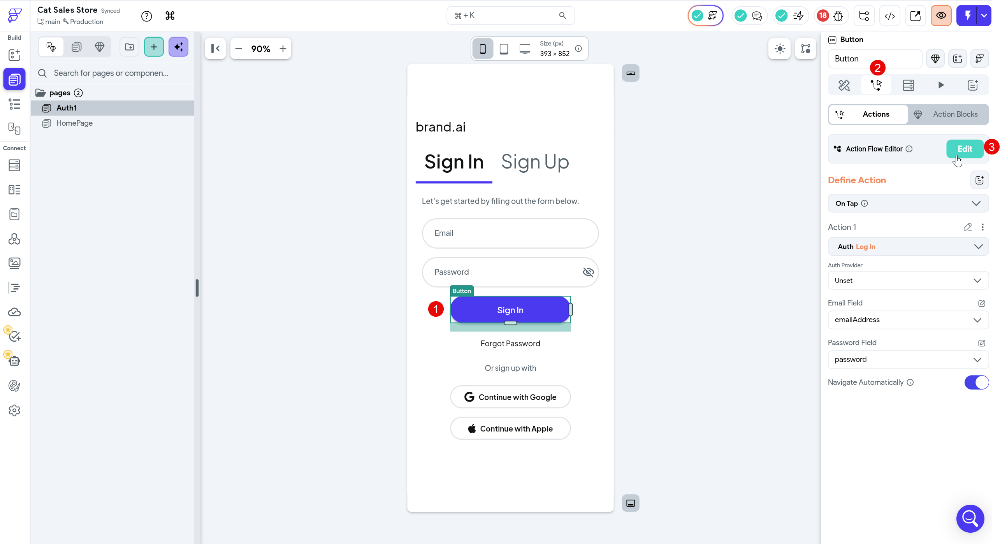 Cat Sales Store Synced
main Production
⌘ + K
18
Build
Connect
Search for pages or componen...
pages 2
Auth1
HomePage
90%
Size (px)
393 × 852
brand.ai
Sign In Sign Up
Let's get started by filling out the form below.
Email
Password
Button
1 Sign In
Forgot Password
Or sign up with
Continue with Google
Continue with Apple
BTN Button
Button
2
Actions Action Blocks
Action Flow Editor Edit 3
Define Action
On Tap
Action 1
Auth Log In
Auth Provider
Unset
Email Field
emailAddress
Password Field
password
Navigate Automatically